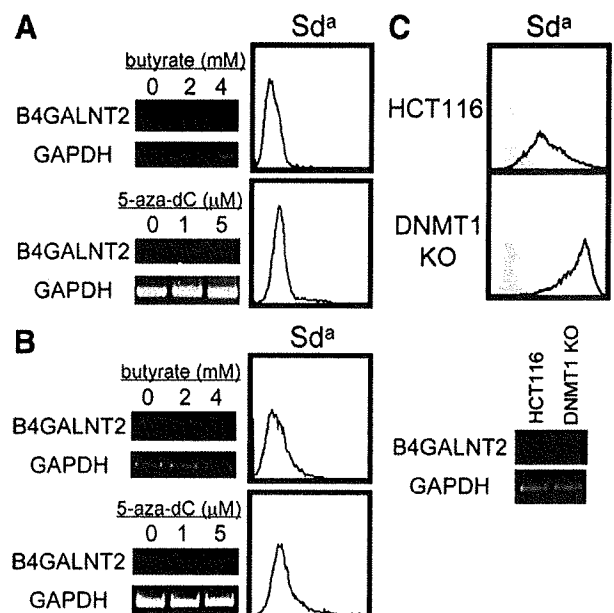 A
Sdᵃ
butyrate (mM)
0 2 4
B4GALNT2
GAPDH
5-aza-dC (μM)
0 1 5
B4GALNT2
GAPDH
B
Sdᵃ
butyrate (mM)
0 2 4
B4GALNT2
GAPDH
5-aza-dC (μM)
0 1 5
B4GALNT2
GAPDH
C
Sdᵃ
HCT116
DNMT1
KO
HCT116
DNMT1 KO
B4GALNT2
GAPDH